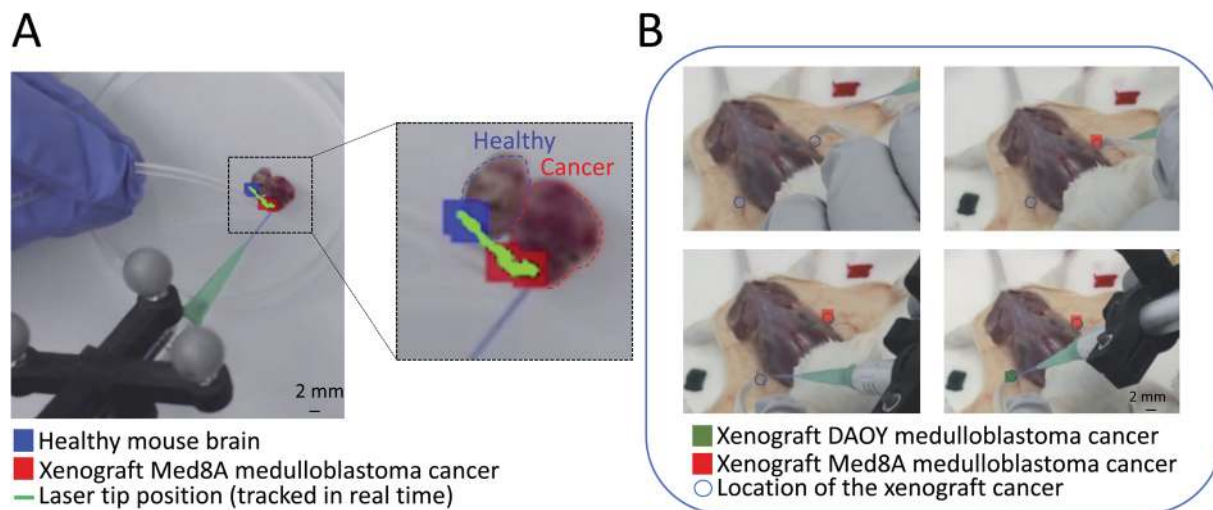 A
B
Healthy
Cancer
2 mm
2 mm
Healthy mouse brain
Xenograft Med8A medulloblastoma cancer
Laser tip position (tracked in real time)
Xenograft DAOY medulloblastoma cancer
Xenograft Med8A medulloblastoma cancer
Location of the xenograft cancer